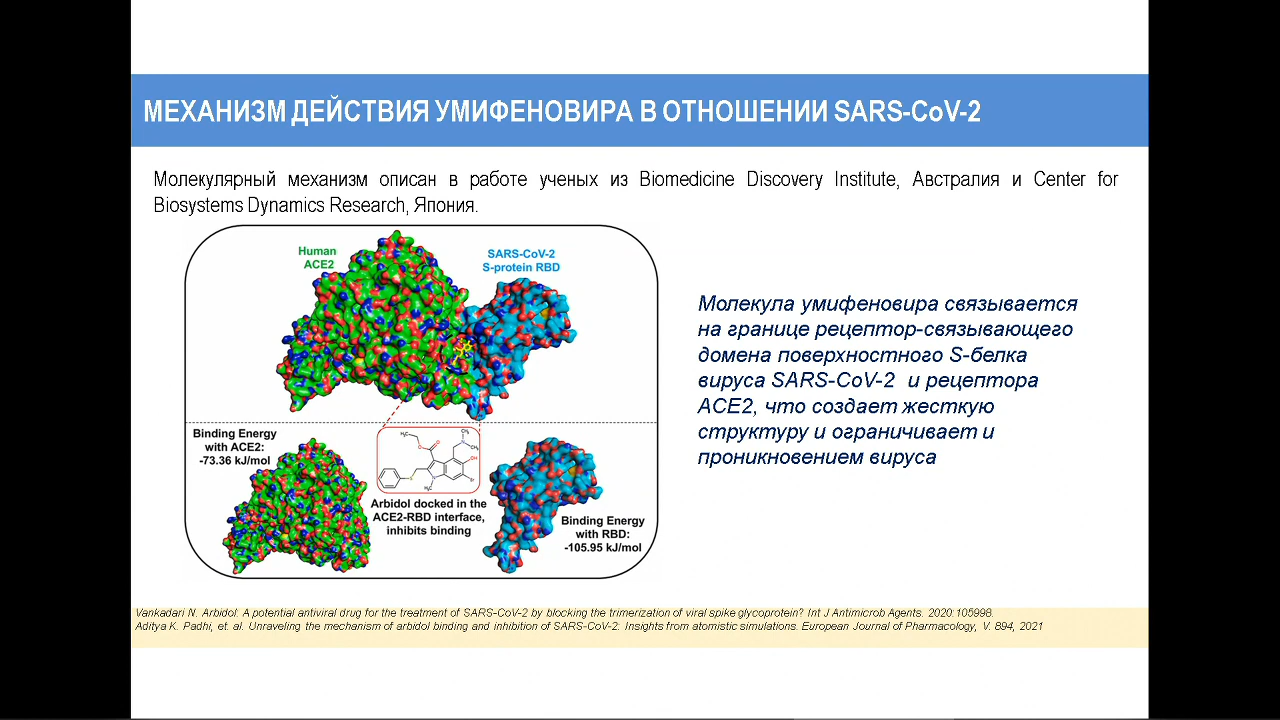 МЕХАНИЗМ ДЕЙСТВИЯ УМИФЕНОВИРА В ОТНОШЕНИИ SARS-CoV-2
Молекулярный механизм описан в работе ученых из Biomedicine Discovery Institute, Австралия и Center for
Biosystems Dynamics Research, Япония.
Human
ACE2
SARS-CoV-2
S-protein RBD
Молекула умифеновира связывается
на границе рецептор-связывающего
домена поверхностного S-белка
вируса SARS-CoV-2 и рецептора
ACE2, что создает жесткую
структуру и ограничивает и
проникновением вируса
Binding Energy
with ACE2:
-73.36 kJ/mol
H₃C
O
O
CH₃
N
CH₃
OH
Br
S
N
H₃C
Arbidol docked in the
ACE2-RBD interface,
inhibits binding
Binding Energy
with RBD:
-105.95 kJ/mol
Vankadari N. Arbidol: A potential antiviral drug for the treatment of SARS-CoV-2 by blocking the trimerization of viral spike glycoprotein? Int J Antimicrob Agents. 2020:105998.
Aditya K. Padhi, et. al. Unraveling the mechanism of arbidol binding and inhibition of SARS-CoV-2: Insights from atomistic simulations. European Journal of Pharmacology, V. 894, 2021